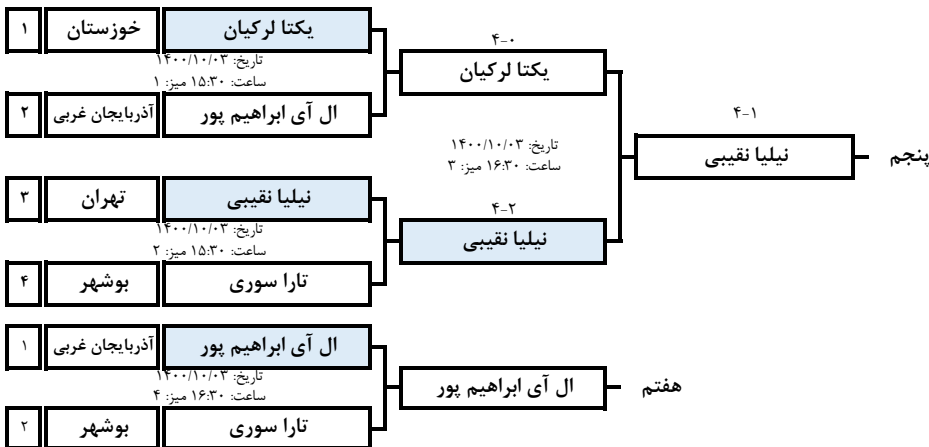 ۱ خوزستان یکتا لرکیان
تاریخ: ۱۴۰۰/۱۰/۰۳
ساعت: ۱۵:۳۰ میز: ۱
۲ آذربایجان غربی ال آی ابراهیم پور
۴-۰
یکتا لرکیان
تاریخ: ۱۴۰۰/۱۰/۰۳
ساعت: ۱۶:۳۰ میز: ۳
۴-۱
نیلیا نقیبی
پنجم
۳ تهران نیلیا نقیبی
تاریخ: ۱۴۰۰/۱۰/۰۳
ساعت: ۱۵:۳۰ میز: ۲
۴ بوشهر تارا سوری
۴-۲
نیلیا نقیبی
۱ آذربایجان غربی ال آی ابراهیم پور
تاریخ: ۱۴۰۰/۱۰/۰۳
ساعت: ۱۶:۳۰ میز: ۴
۲ بوشهر تارا سوری
ال آی ابراهیم پور
هفتم